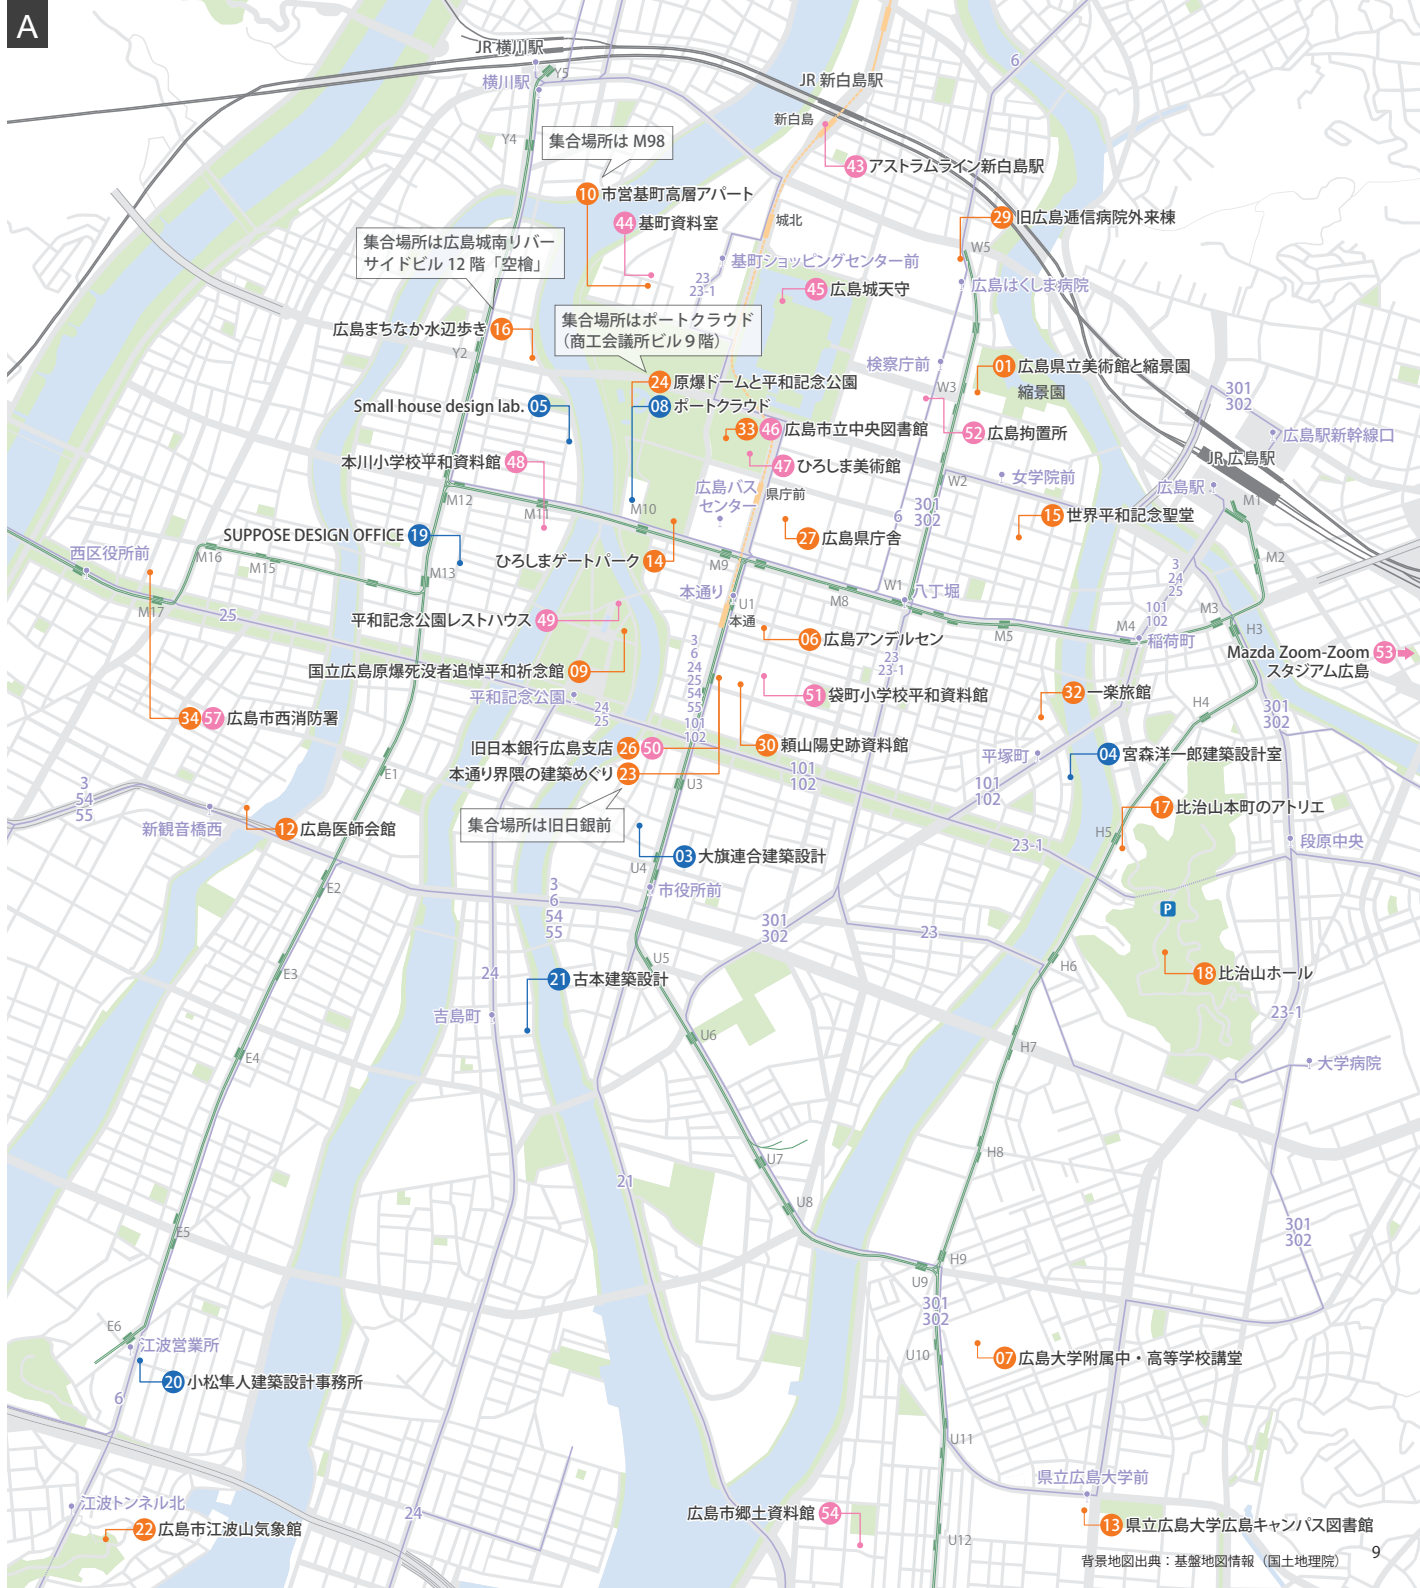 A
JR 横川駅
横川駅
Y5
Y4
6
JR 新白島駅
新白島
集合場所は M98
43 アストラムライン新白島駅
10 市営基町高層アパート
44 基町資料室
城北
29 旧広島逓信病院外来棟
W5
集合場所は広島城南リバー
サイドビル 12 階「空檜」
基町ショッピングセンター前
23
23-1
45 広島城天守
広島はくしま病院
広島まちなか水辺歩き 16
Y2
集合場所はポートクラウド
（商工会議所ビル９階）
検察庁前
W3
01 広島県立美術館と縮景園
縮景園
24 原爆ドームと平和記念公園
Small house design lab. 05
08 ポートクラウド
301
302
33 46 広島市立中央図書館
52 広島拘置所
広島駅新幹線口
本川小学校平和資料館 48
47 ひろしま美術館
JR 広島駅
広島駅
M12
M11
M10
広島バス
センター
県庁前
W2
女学院前
M1
6
301
302
15 世界平和記念聖堂
SUPPOSE DESIGN OFFICE 19
27 広島県庁舎
西区役所前
M16
M15
M13
ひろしまゲートパーク 14
M9
M2
M17
25
本通り
U1
本通
M8
W1
八丁堀
M5
M4
稲荷町
M3
H3
3
24
25
101
102
平和記念公園レストハウス 49
06 広島アンデルセン
3
6
24
25
54
55
101
102
23
23-1
Mazda Zoom-Zoom
スタジアム広島
53
国立広島原爆死没者追悼平和祈念館 09
平和記念公園
24
25
51 袋町小学校平和資料館
32 一楽旅館
H4
301
302
34 57 広島市西消防署
旧日本銀行広島支店 26 50
30 頼山陽史跡資料館
平塚町
04 宮森洋一郎建築設計室
本通り界隈の建築めぐり 23
E1
U3
101
102
101
102
3
54
55
新観音橋西
12 広島医師会館
集合場所は旧日銀前
17 比治山本町のアトリエ
H5
23-1
段原中央
03 大旗連合建築設計
U4
市役所前
E2
3
6
54
55
P
301
302
23
E3
24
21 古本建築設計
U5
H6
18 比治山ホール
吉島町
23-1
U6
H7
E4
大学病院
21
U7
H8
U8
E5
301
302
H9
U9
301
302
E6
江波営業所
20 小松隼人建築設計事務所
6
U10
07 広島大学附属中・高等学校講堂
U11
県立広島大学前
江波トンネル北
24
広島市郷土資料館 54
22 広島市江波山気象館
U12
13 県立広島大学広島キャンパス図書館
背景地図出典：基盤地図情報（国土地理院）
9